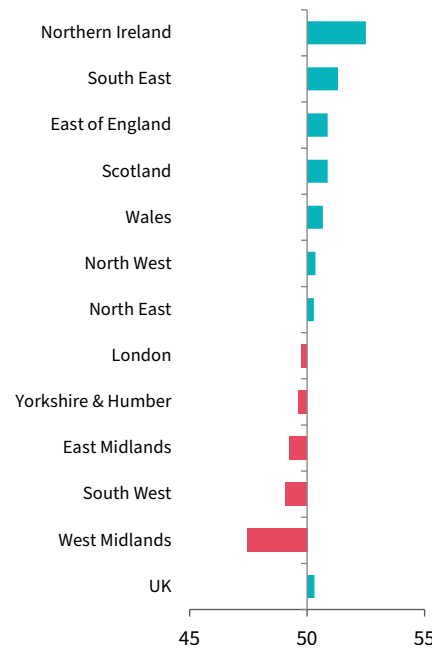 Northern Ireland
South East
East of England
Scotland
Wales
North West
North East
London
Yorkshire & Humber
East Midlands
South West
West Midlands
UK
45 50 55